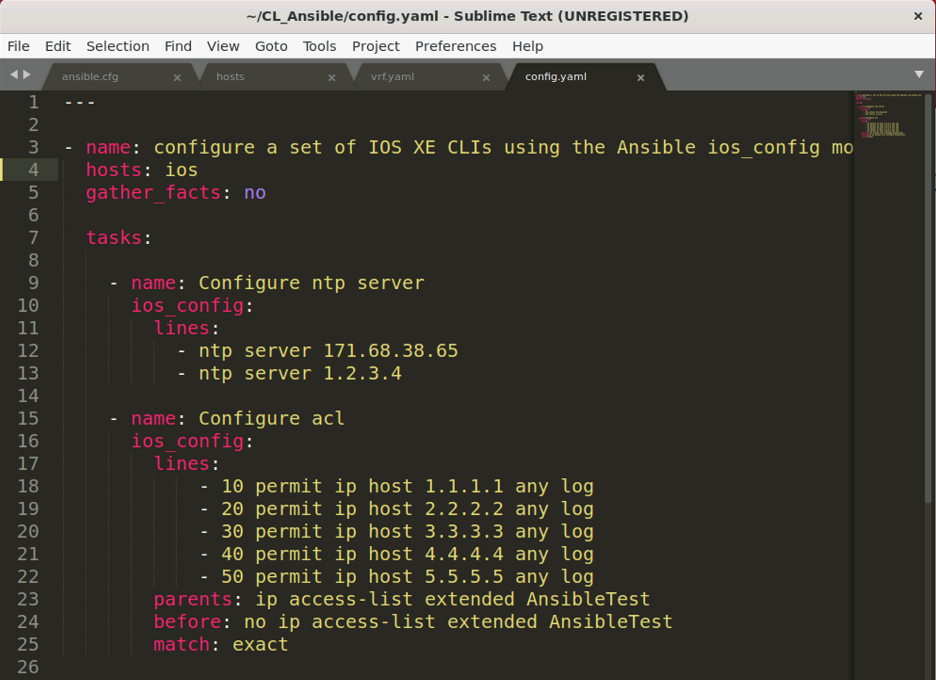 ~/CL_Ansible/config.yaml - Sublime Text (UNREGISTERED) ×
File Edit Selection Find View Goto Tools Project Preferences Help
ansible.cfg × hosts × vrf.yaml × config.yaml ×
1 ---
2
3 - name: configure a set of IOS XE CLIs using the Ansible ios_config mo
4 hosts: ios
5 gather_facts: no
6
7 tasks:
8
9 - name: Configure ntp server
10 ios_config:
11 lines:
12 - ntp server 171.68.38.65
13 - ntp server 1.2.3.4
14
15 - name: Configure acl
16 ios_config:
17 lines:
18 - 10 permit ip host 1.1.1.1 any log
19 - 20 permit ip host 2.2.2.2 any log
20 - 30 permit ip host 3.3.3.3 any log
21 - 40 permit ip host 4.4.4.4 any log
22 - 50 permit ip host 5.5.5.5 any log
23 parents: ip access-list extended AnsibleTest
24 before: no ip access-list extended AnsibleTest
25 match: exact
26